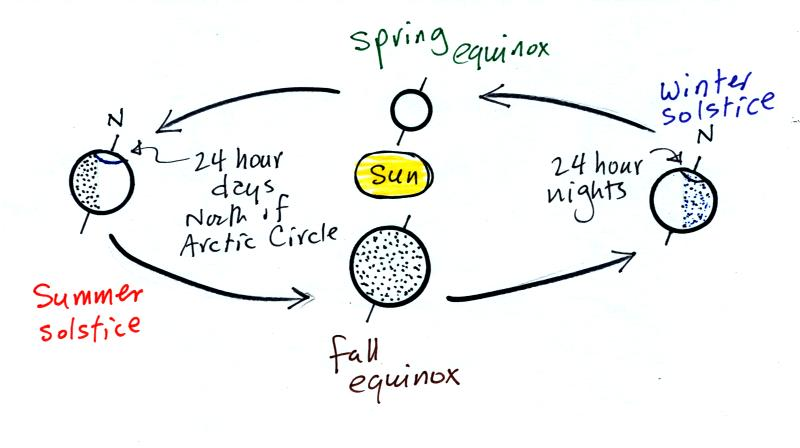 spring
equinox
Winter
solstice
N
N
24 hour
days
North of
Arctic Circle
Sun
24 hour
nights
Summer
solstice
fall
equinox